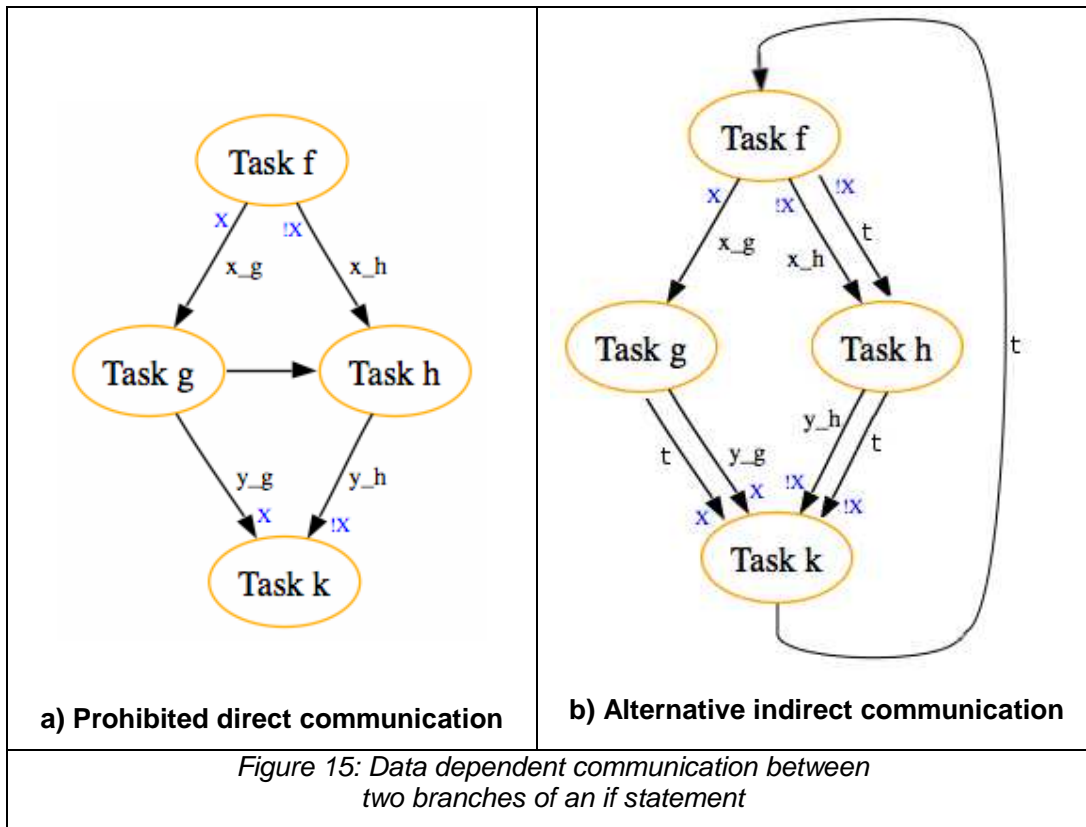 Task f
X
!X
x_g
x_h
Task g
Task h
y_g
y_h
X
!X
Task k
a) Prohibited direct communication
Task f
X
!X
!X
x_g
x_h
t
Task g
Task h
t
t
y_g
y_h
t
X
X
!X
!X
Task k
b) Alternative indirect communication
Figure 15: Data dependent communication between
two branches of an if statement